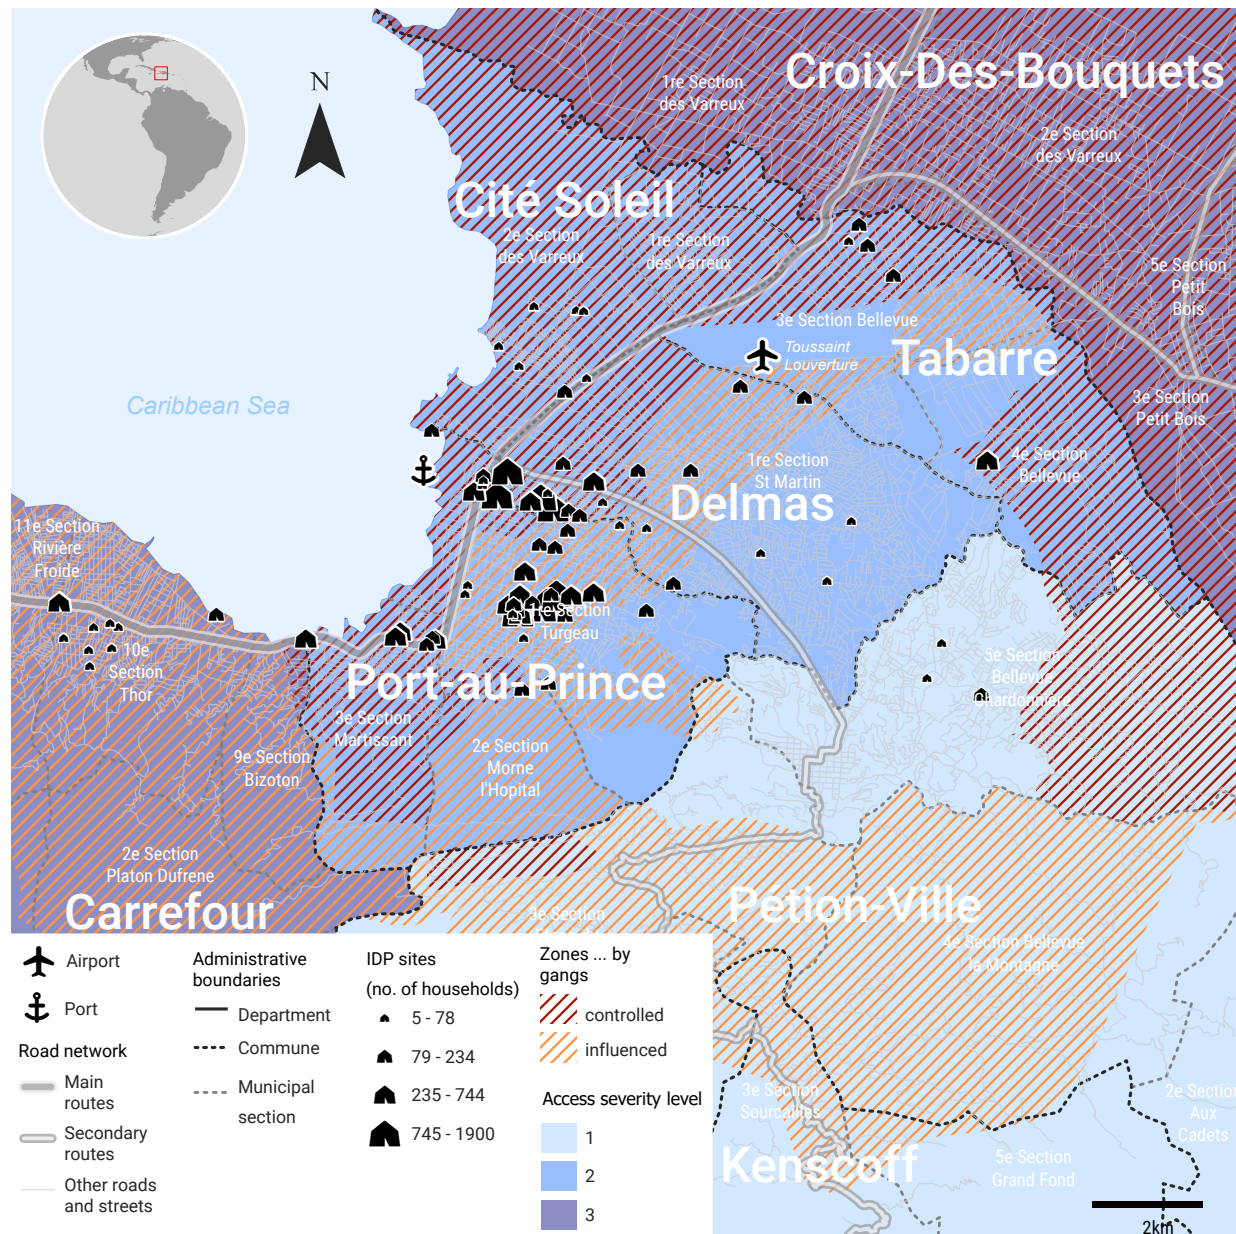 N
Croix-Des-Bouquets
1re Section
des Varreux
2e Section
des Varreux
Cité Soleil
2e Section
des Varreux
1re Section
des Varreux
5e Section
Petit
Bois
3e Section Bellevue
Toussaint
Louverture
Tabarre
Caribbean Sea
3e Section
Petit Bois
1re Section
St Martin
4e Section
Bellevue
Delmas
11e Section
Rivière
Froide
1re Section
Turgeau
10e
Section
Thor
5e Section
Bellevue
Chardonnière
Port-au-Prince
3e Section
Martissant
9e Section
Bizoton
2e Section
Morne
l'Hopital
2e Section
Platon Dufrene
Carrefour
Pétion-Ville
3e Section
4e Section Bellevue
la Montagne
3e Section
Sourcailles
2e Section
Aux
Cadets
Kenscoff
5e Section
Grand Fond
2km
Airport
Port
Road network
Main
routes
Secondary
routes
Other roads
and streets
Administrative
boundaries
Department
Commune
Municipal
section
IDP sites
(no. of households)
5 - 78
79 - 234
235 - 744
745 - 1900
Zones ... by
gangs
controlled
influenced
Access severity level
1
2
3